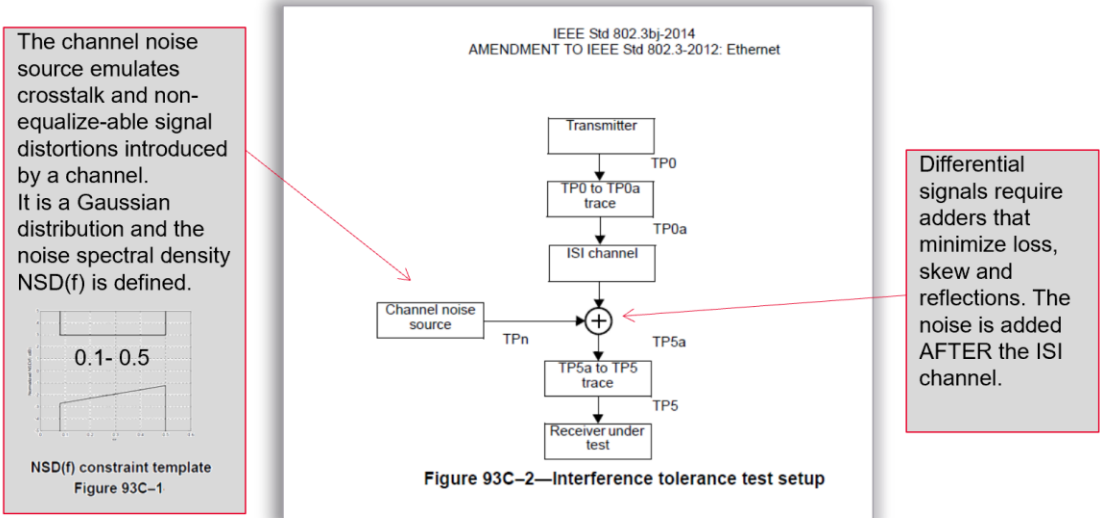 The channel noise
source emulates
crosstalk and non-
equalize-able signal
distortions introduced
by a channel.
It is a Gaussian
distribution and the
noise spectral density
NSD(f) is defined.
0.1- 0.5
NSD(f) constraint template
Figure 93C–1
IEEE Std 802.3bj-2014
AMENDMENT TO IEEE Std 802.3-2012: Ethernet
Transmitter
TP0
TP0 to TP0a
trace
TP0a
ISI channel
Channel noise
source
TPn
TP5a
TP5a to TP5
trace
TP5
Receiver under
test
Figure 93C–2—Interference tolerance test setup
Differential
signals require
adders that
minimize loss,
skew and
reflections. The
noise is added
AFTER the ISI
channel.